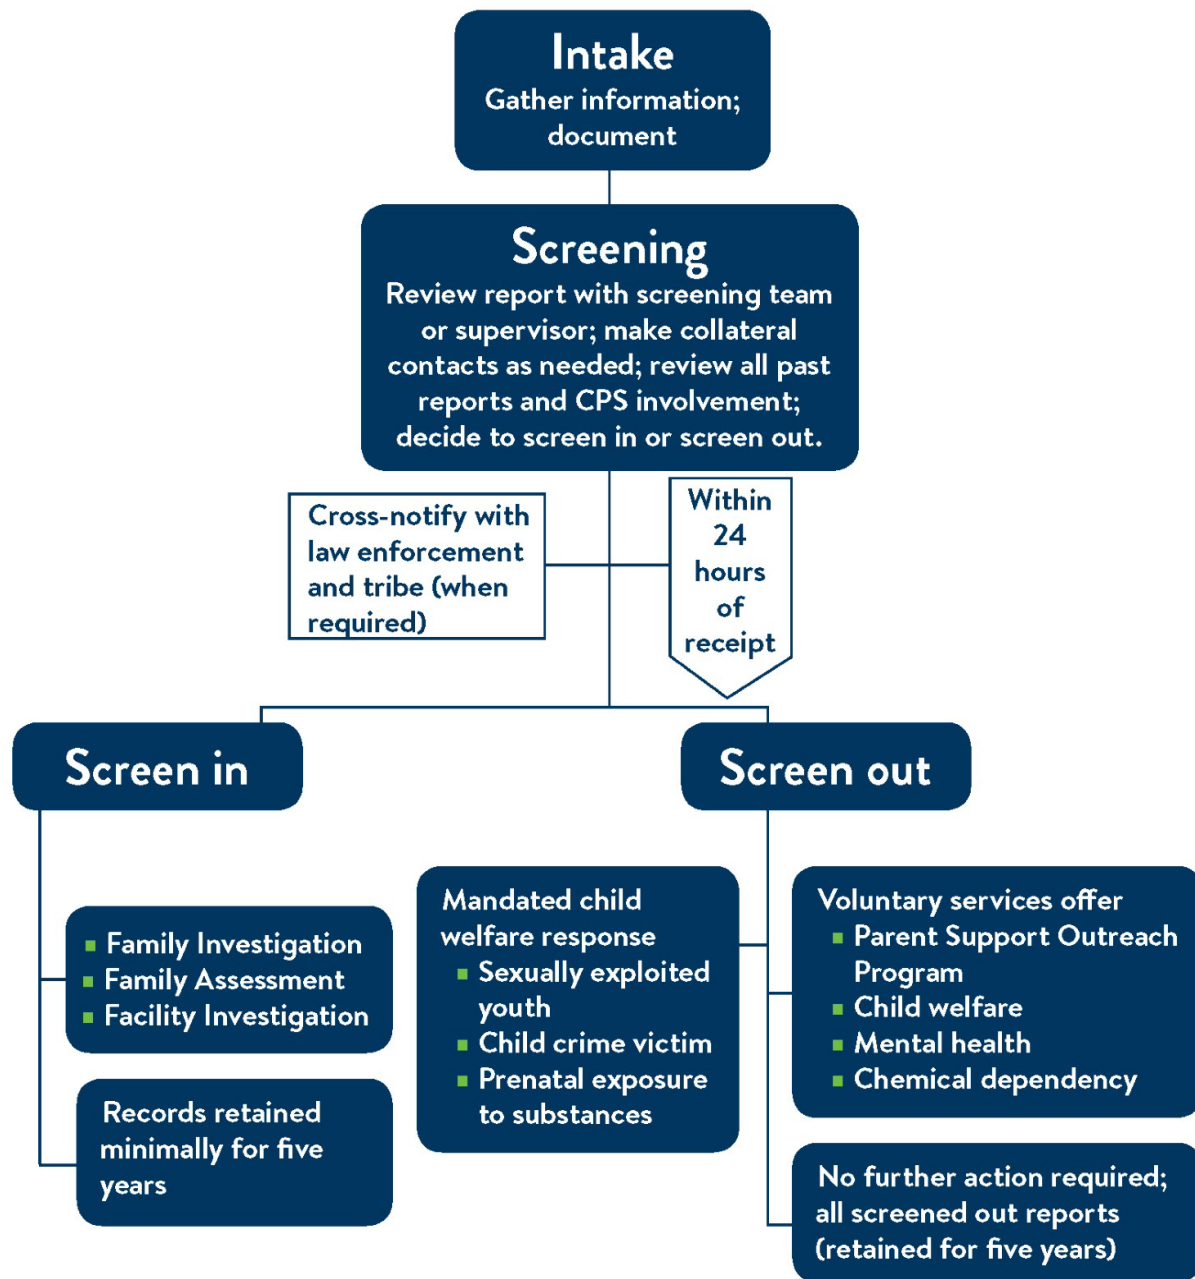 Intake
Gather information;
document
Screening
Review report with screening team
or supervisor; make collateral
contacts as needed; review all past
reports and CPS involvement;
decide to screen in or screen out.
Cross-notify with
law enforcement
and tribe (when
required)
Within
24
hours
of
receipt
Screen in
Family Investigation
Family Assessment
Facility Investigation
Records retained
minimally for five
years
Screen out
Mandated child
welfare response
Sexually exploited
youth
Child crime victim
Prenatal exposure
to substances
Voluntary services offer
Parent Support Outreach
Program
Child welfare
Mental health
Chemical dependency
No further action required;
all screened out reports
(retained for five years)